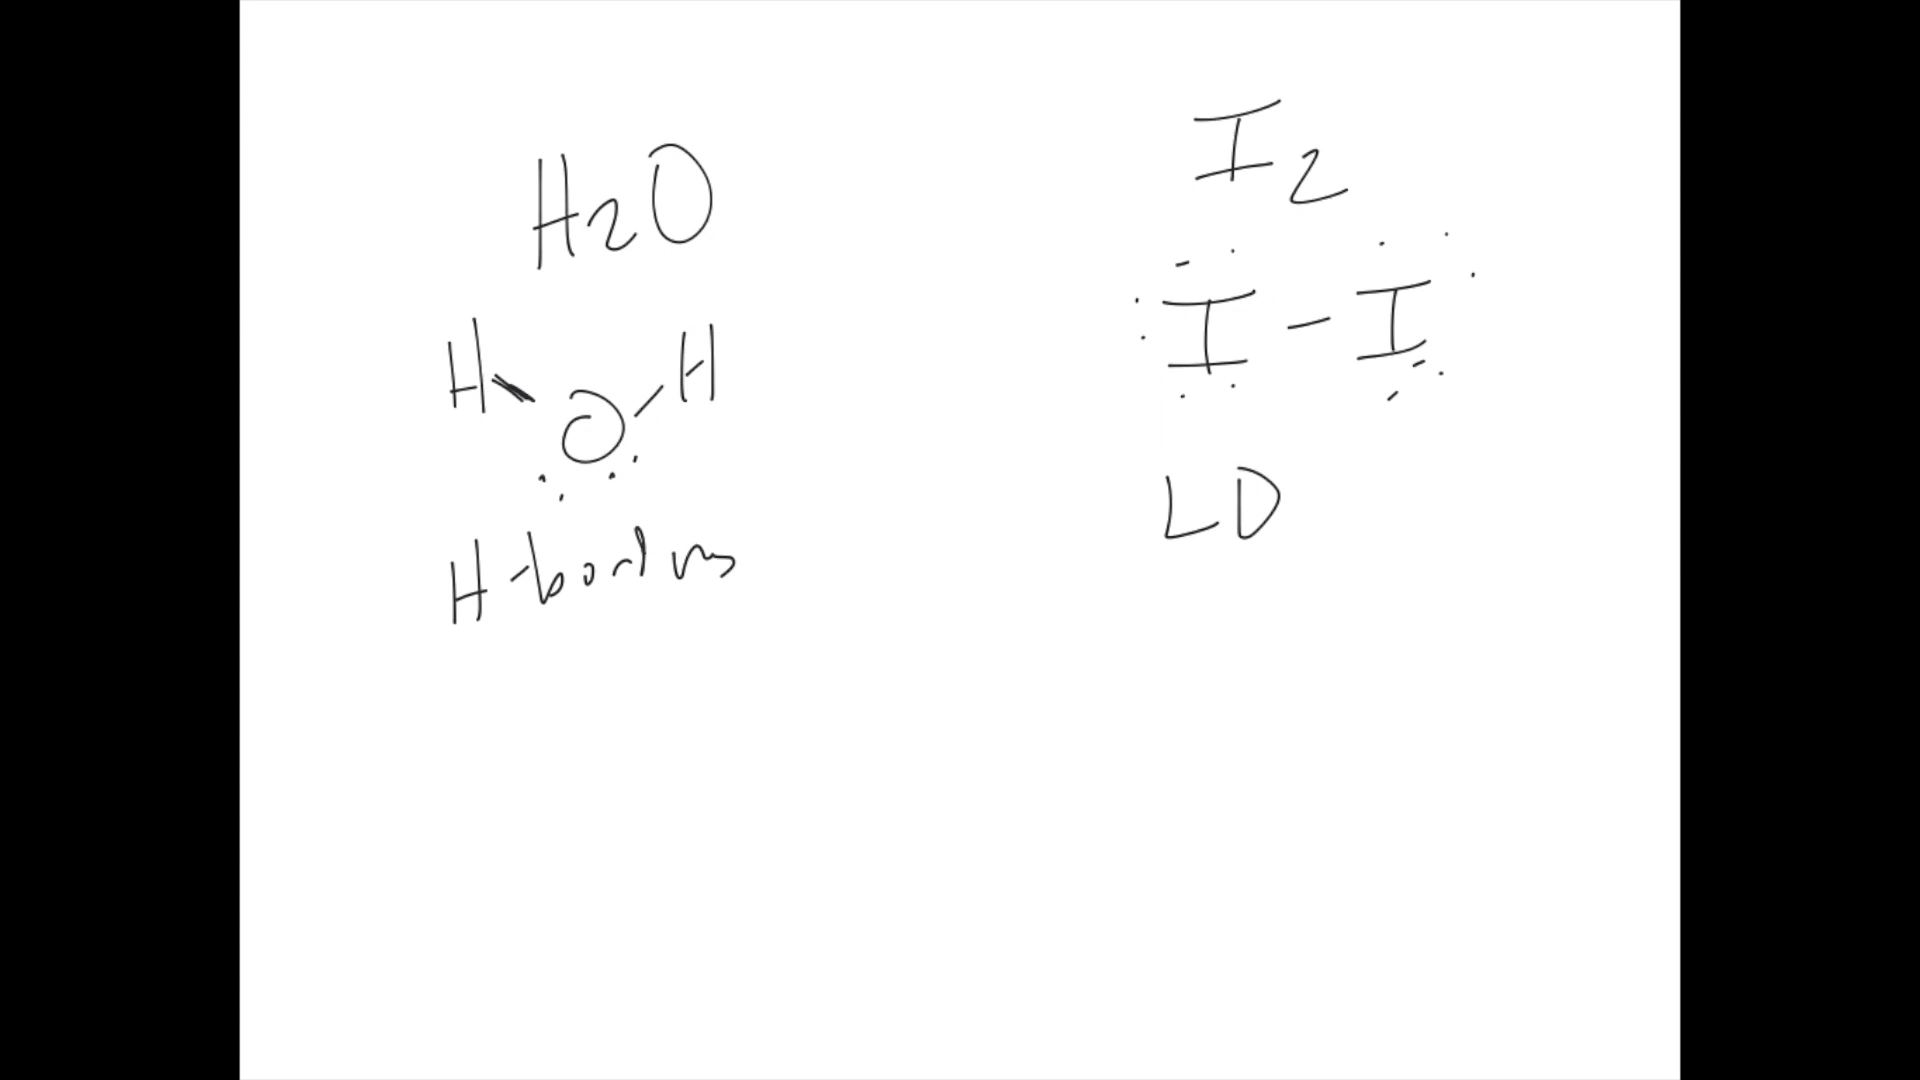 H2O
H O H
H-bonding
I2
I - I
LD